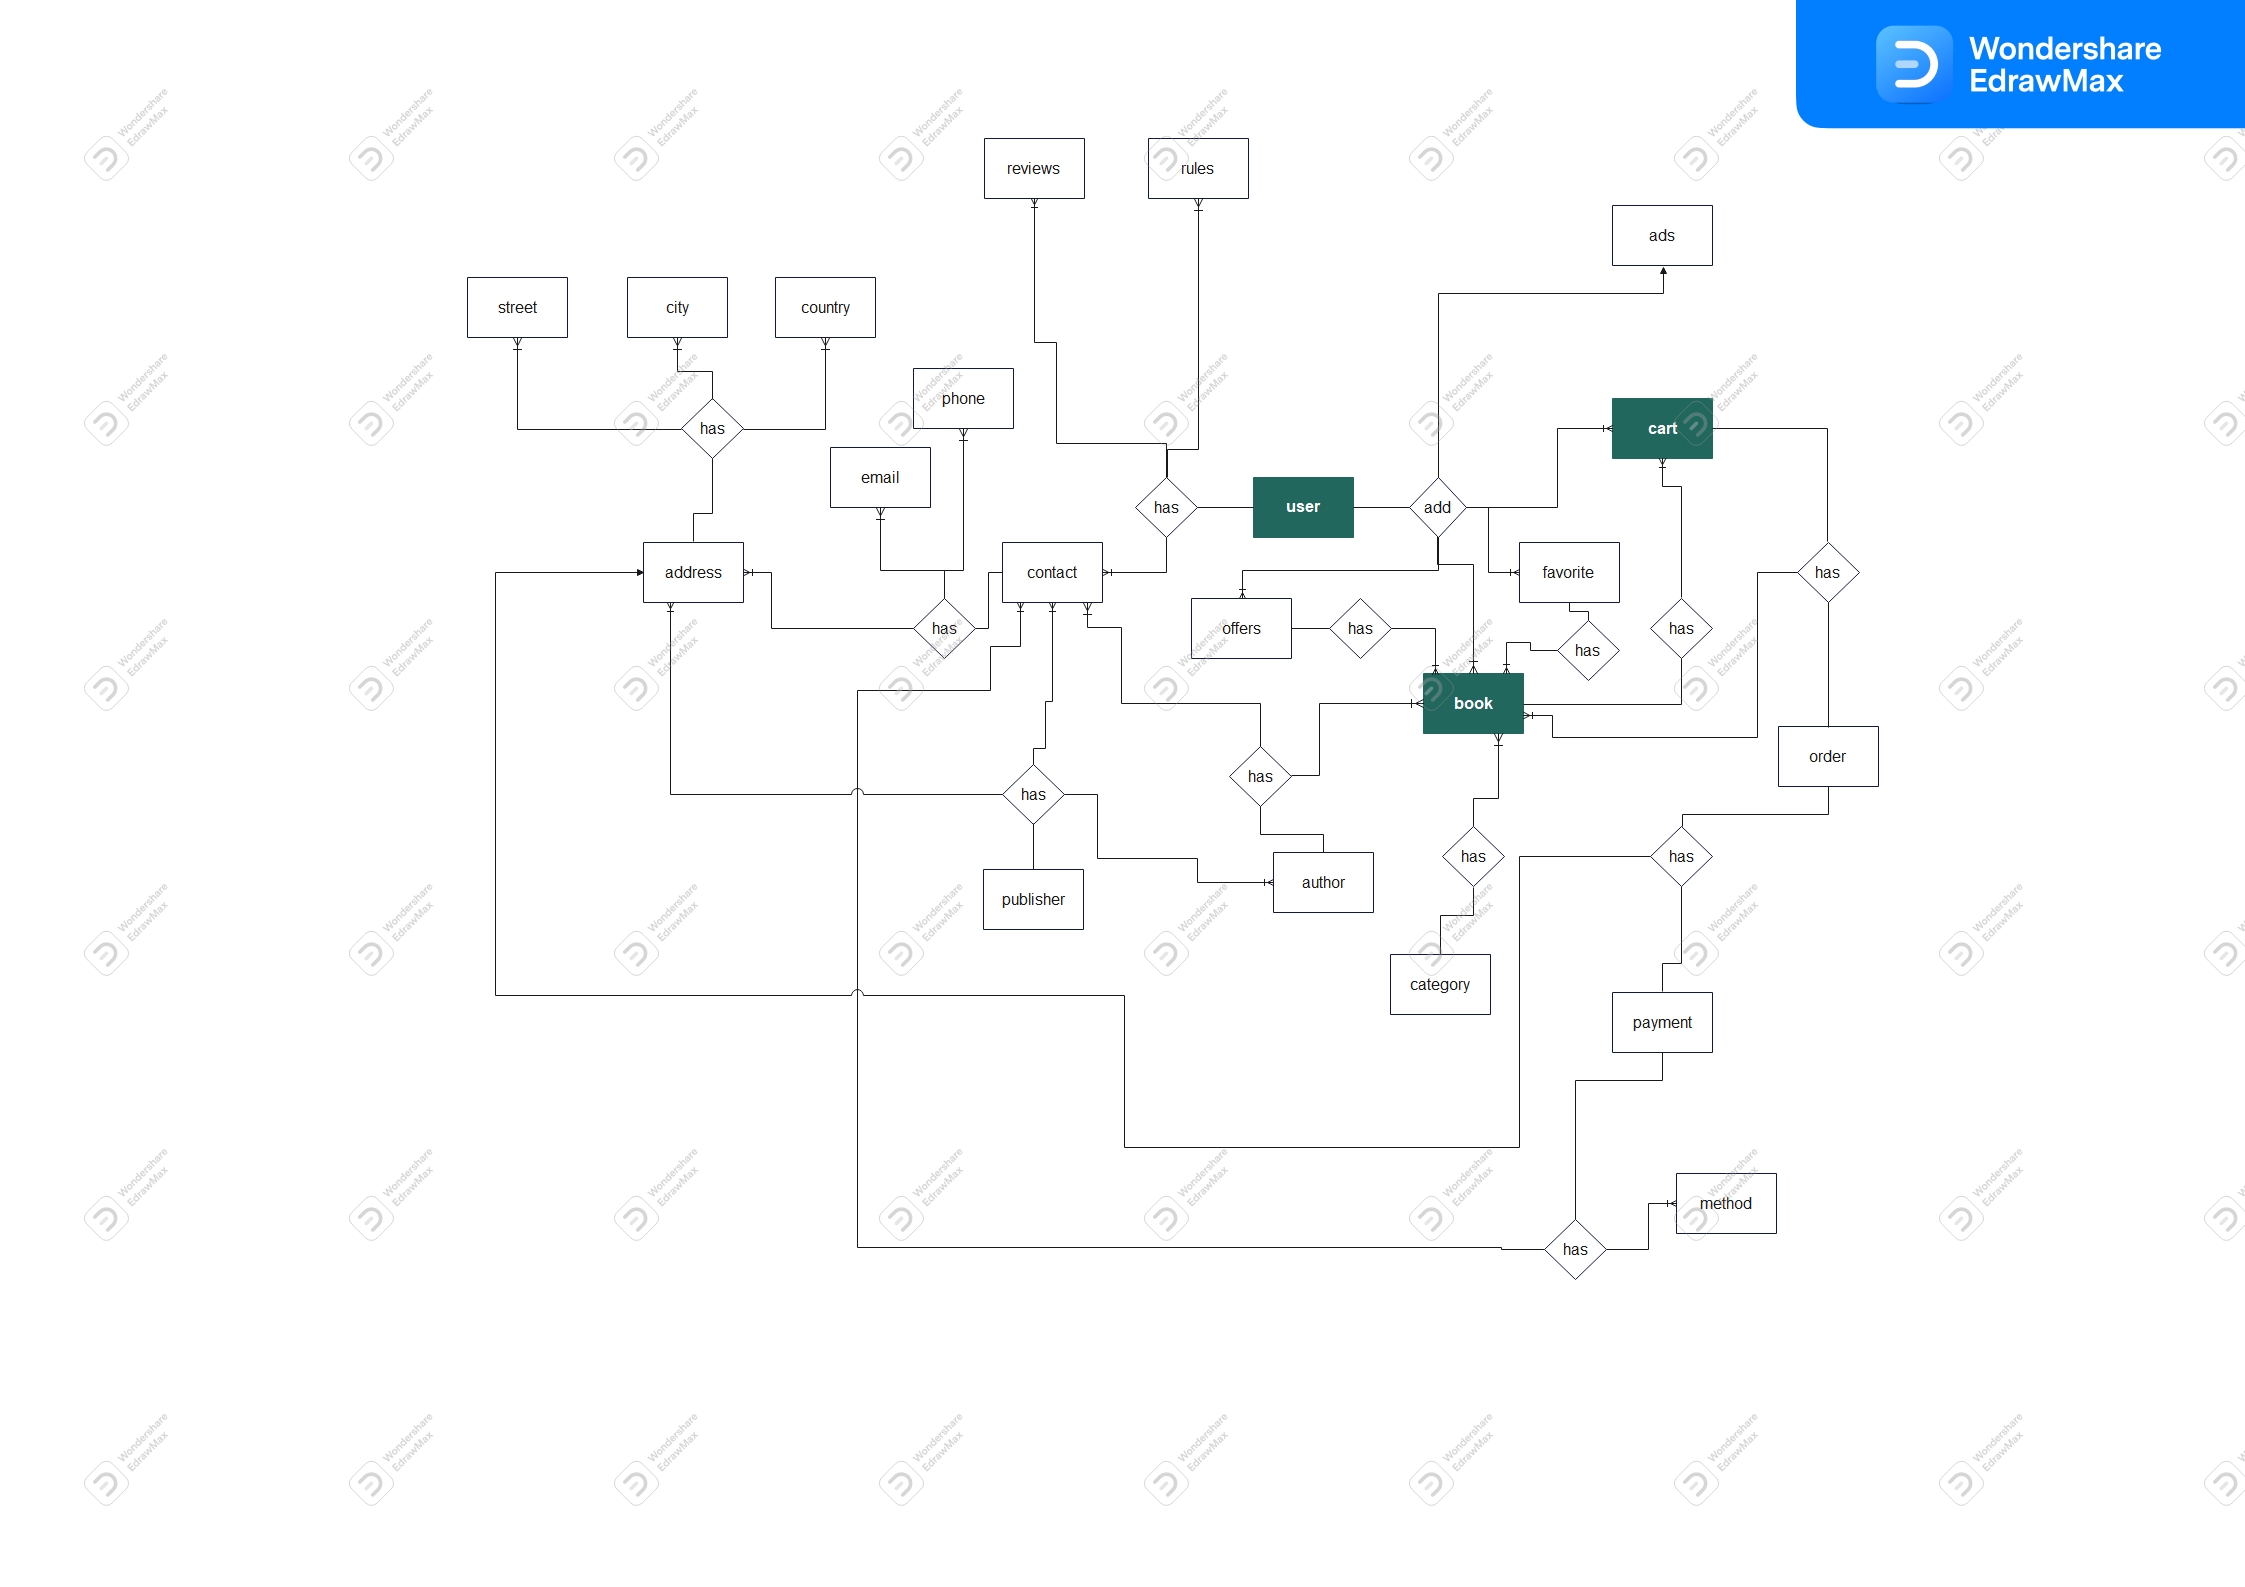 Wondershare
EdrawMax
reviews
rules
ads
street
city
country
phone
cart
has
email
has
user
add
address
contact
favorite
has
has
offers
has
has
has
book
order
has
has
has
has
author
publisher
category
payment
method
has